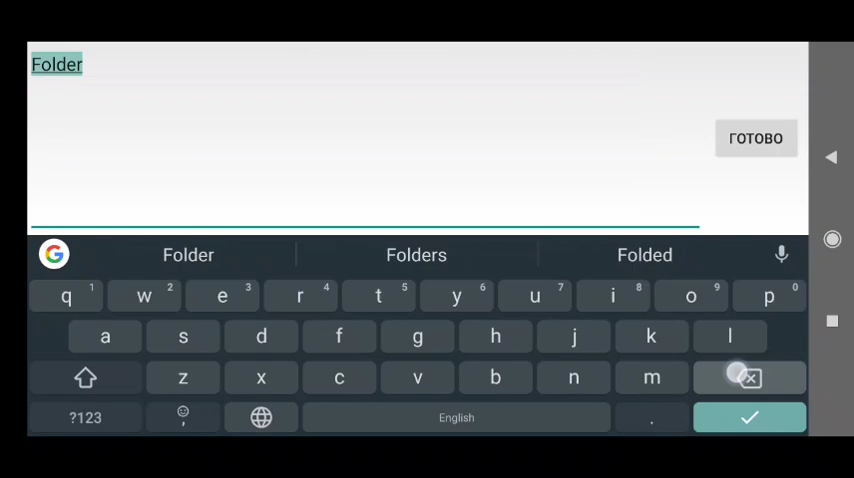 Folder
ГОТОВО
Folder Folders Folded
q 1 w 2 e 3 r 4 t 5 y 6 u 7 i 8 o 9 p 0
a s d f g h j k l
z x c v b n m
?123 , English .